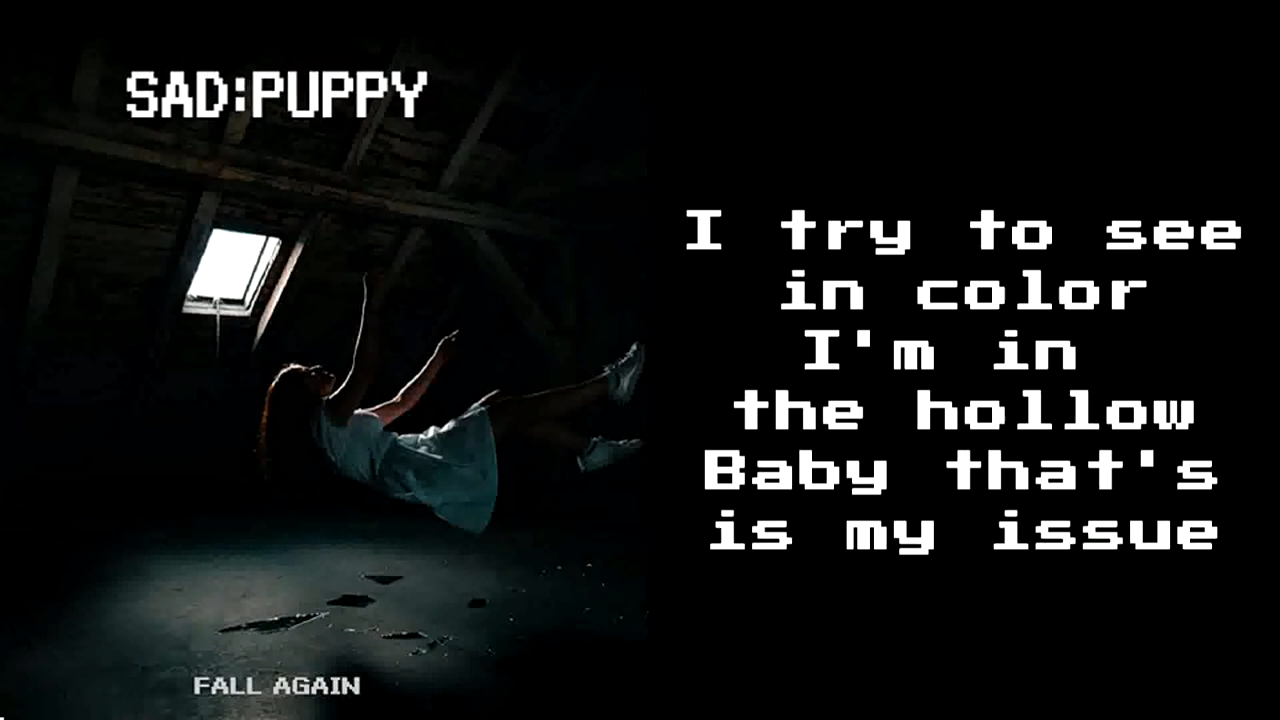 SAD:PUPPY
FALL AGAIN
I try to see
in color
I'm in
the hollow
Baby that's
is my issue